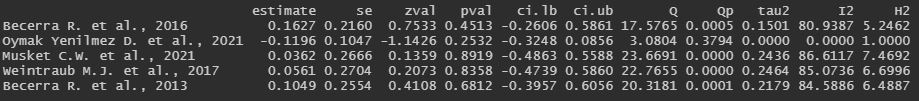 estimate se zval pval ci.lb ci.ub Q Qp tau2 I2 H2
Becerra R. et al., 2016 0.1627 0.2160 0.7533 0.4513 -0.2606 0.5861 17.5765 0.0005 0.1501 80.9387 5.2462
Oymak Yenilmez D. et al., 2021 -0.1196 0.1047 -1.1426 0.2532 -0.3248 0.0856 3.0804 0.3794 0.0000 0.0000 1.0000
Musket C.W. et al., 2021 0.0362 0.2666 0.1359 0.8919 -0.4863 0.5588 23.6691 0.0000 0.2436 86.6117 7.4692
Weintraub M.J. et al., 2017 0.0561 0.2704 0.2073 0.8358 -0.4739 0.5860 22.7655 0.0000 0.2464 85.0736 6.6996
Becerra R. et al., 2013 0.1049 0.2554 0.4108 0.6812 -0.3957 0.6056 20.3181 0.0001 0.2179 84.5886 6.4887